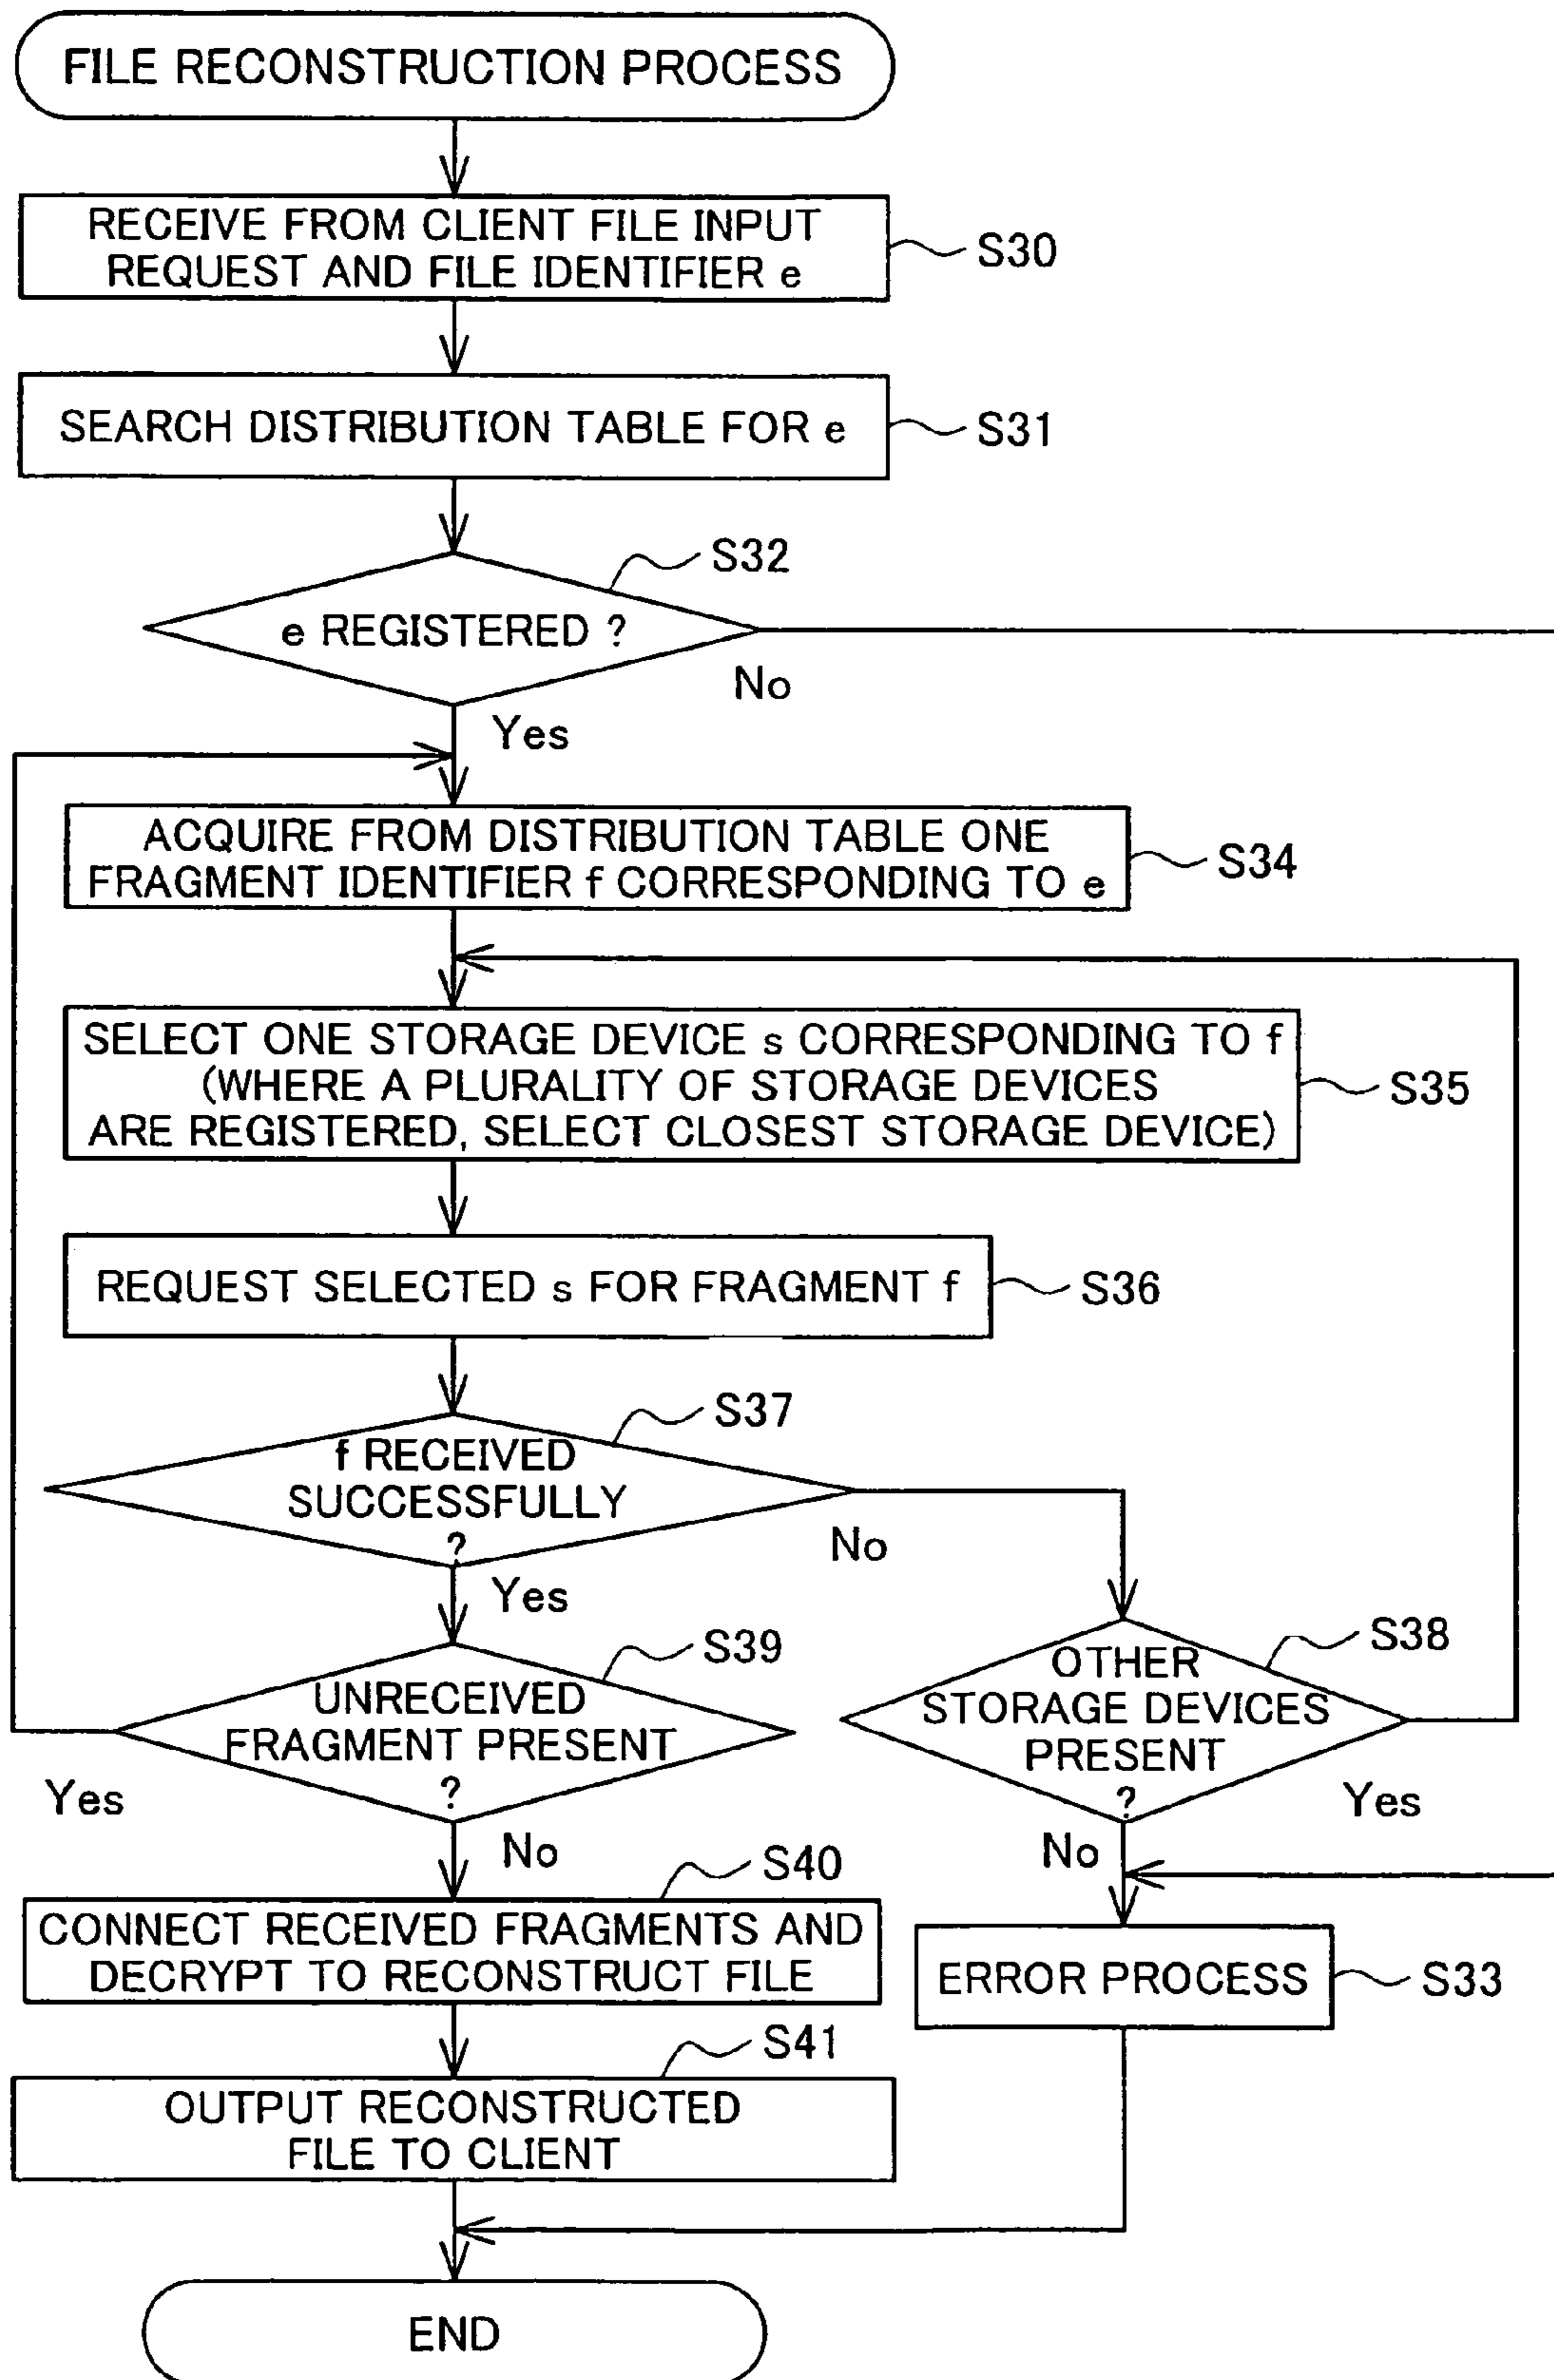 FILE RECONSTRUCTION PROCESS
RECEIVE FROM CLIENT FILE INPUT
REQUEST AND FILE IDENTIFIER e
S30
SEARCH DISTRIBUTION TABLE FOR e
S31
S32
e REGISTERED ?
No
Yes
ACQUIRE FROM DISTRIBUTION TABLE ONE
FRAGMENT IDENTIFIER f CORRESPONDING TO e
S34
SELECT ONE STORAGE DEVICE s CORRESPONDING TO f
(WHERE A PLURALITY OF STORAGE DEVICES
ARE REGISTERED, SELECT CLOSEST STORAGE DEVICE)
S35
REQUEST SELECTED s FOR FRAGMENT f
S36
S37
f RECEIVED
SUCCESSFULLY
?
No
Yes
S39
UNRECEIVED
FRAGMENT PRESENT
?
Yes
No
S38
OTHER
STORAGE DEVICES
PRESENT
?
Yes
No
S40
CONNECT RECEIVED FRAGMENTS AND
DECRYPT TO RECONSTRUCT FILE
ERROR PROCESS
S33
S41
OUTPUT RECONSTRUCTED
FILE TO CLIENT
END